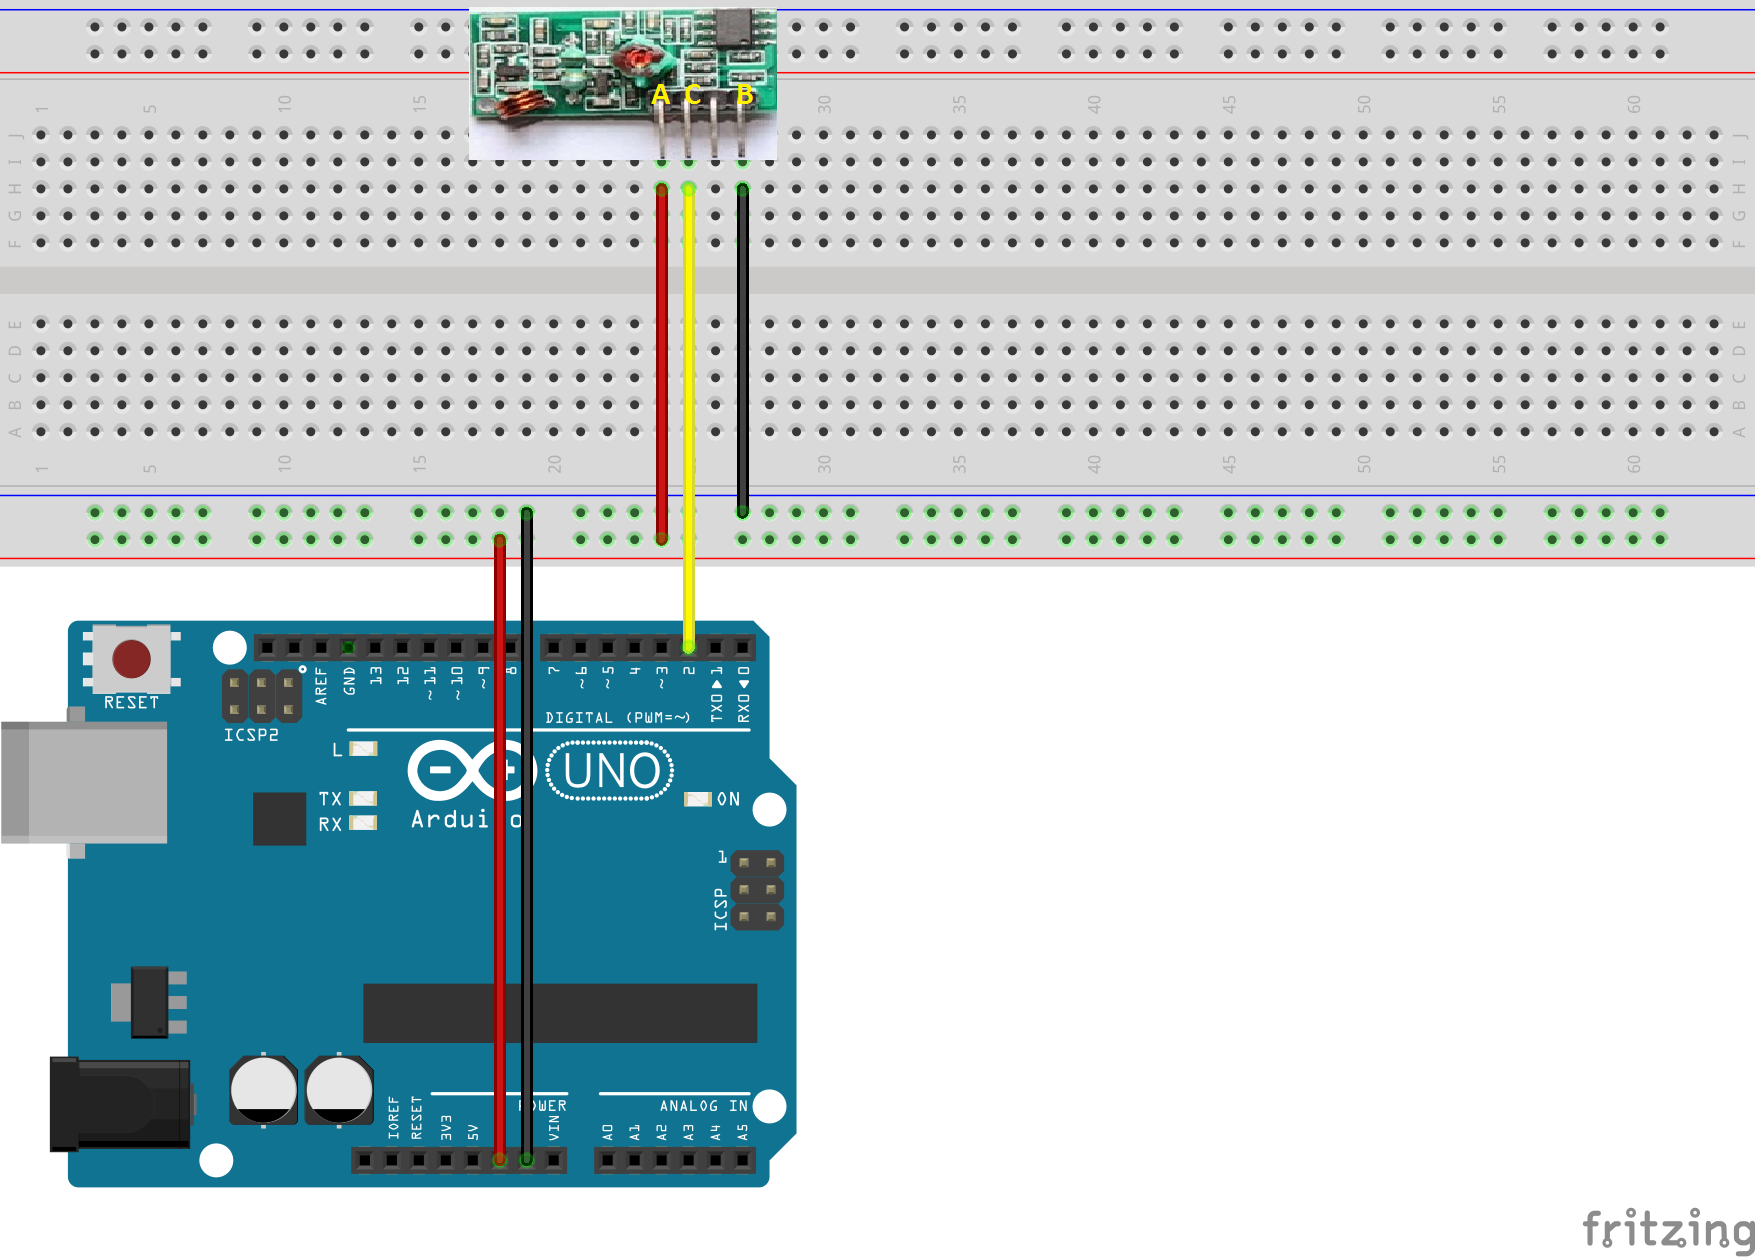 A C B
1 5 10 15 30 35 40 45 50 55 60
J J
I I
H H
G G
F F
E E
D D
C C
B B
A A
1 5 10 15 20 30 35 40 45 50 55 60
RESET
AREF GND 13 12 ~11 ~10 ~9 8 7 ~6 ~5 4 ~3 2 TX0▶1 RX0◀0
ICSP2
DIGITAL (PWM=~)
L
UNO
TX
ON
RX
Arduino
1
ICSP
POWER
ANALOG IN
IOREF RESET 3V3 5V VIN A0 A1 A2 A3 A4 A5
fritzing